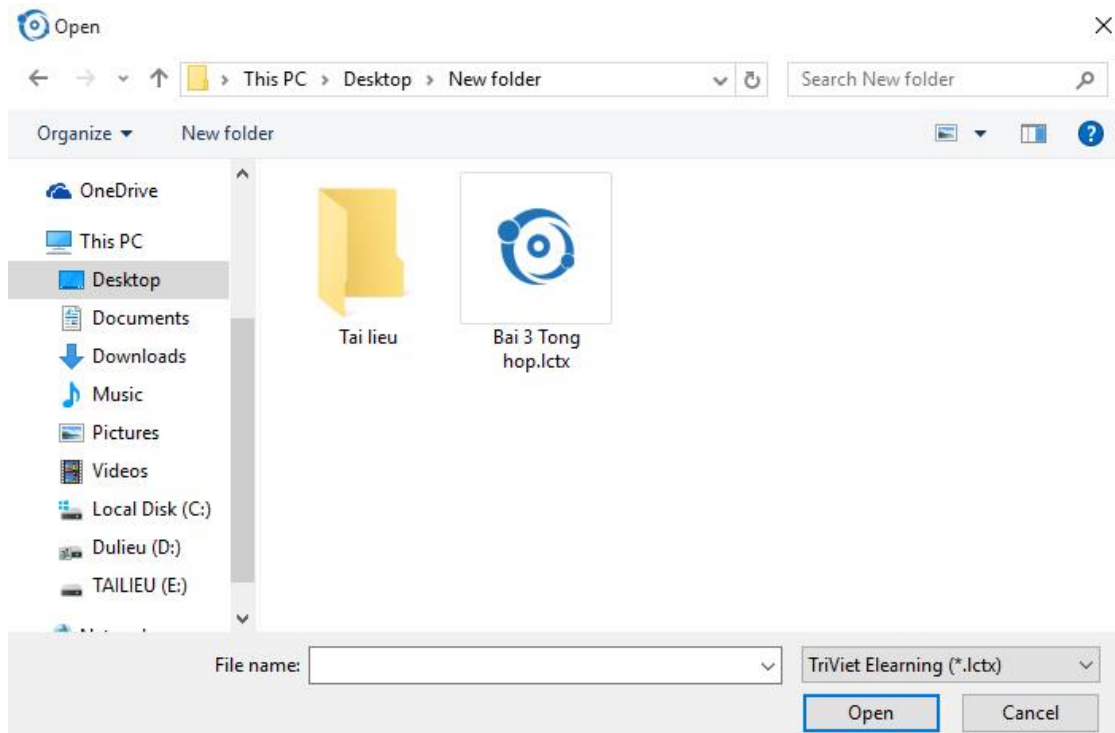 Open
This PC > Desktop > New folder
Search New folder
Organize
New folder
OneDrive
This PC
Desktop
Documents
Downloads
Music
Pictures
Videos
Local Disk (C:)
Dulieu (D:)
TAILIEU (E:)
Tai lieu
Bai 3 Tong
hop.lctx
File name:
TriViet Elearning (*.lctx)
Open
Cancel